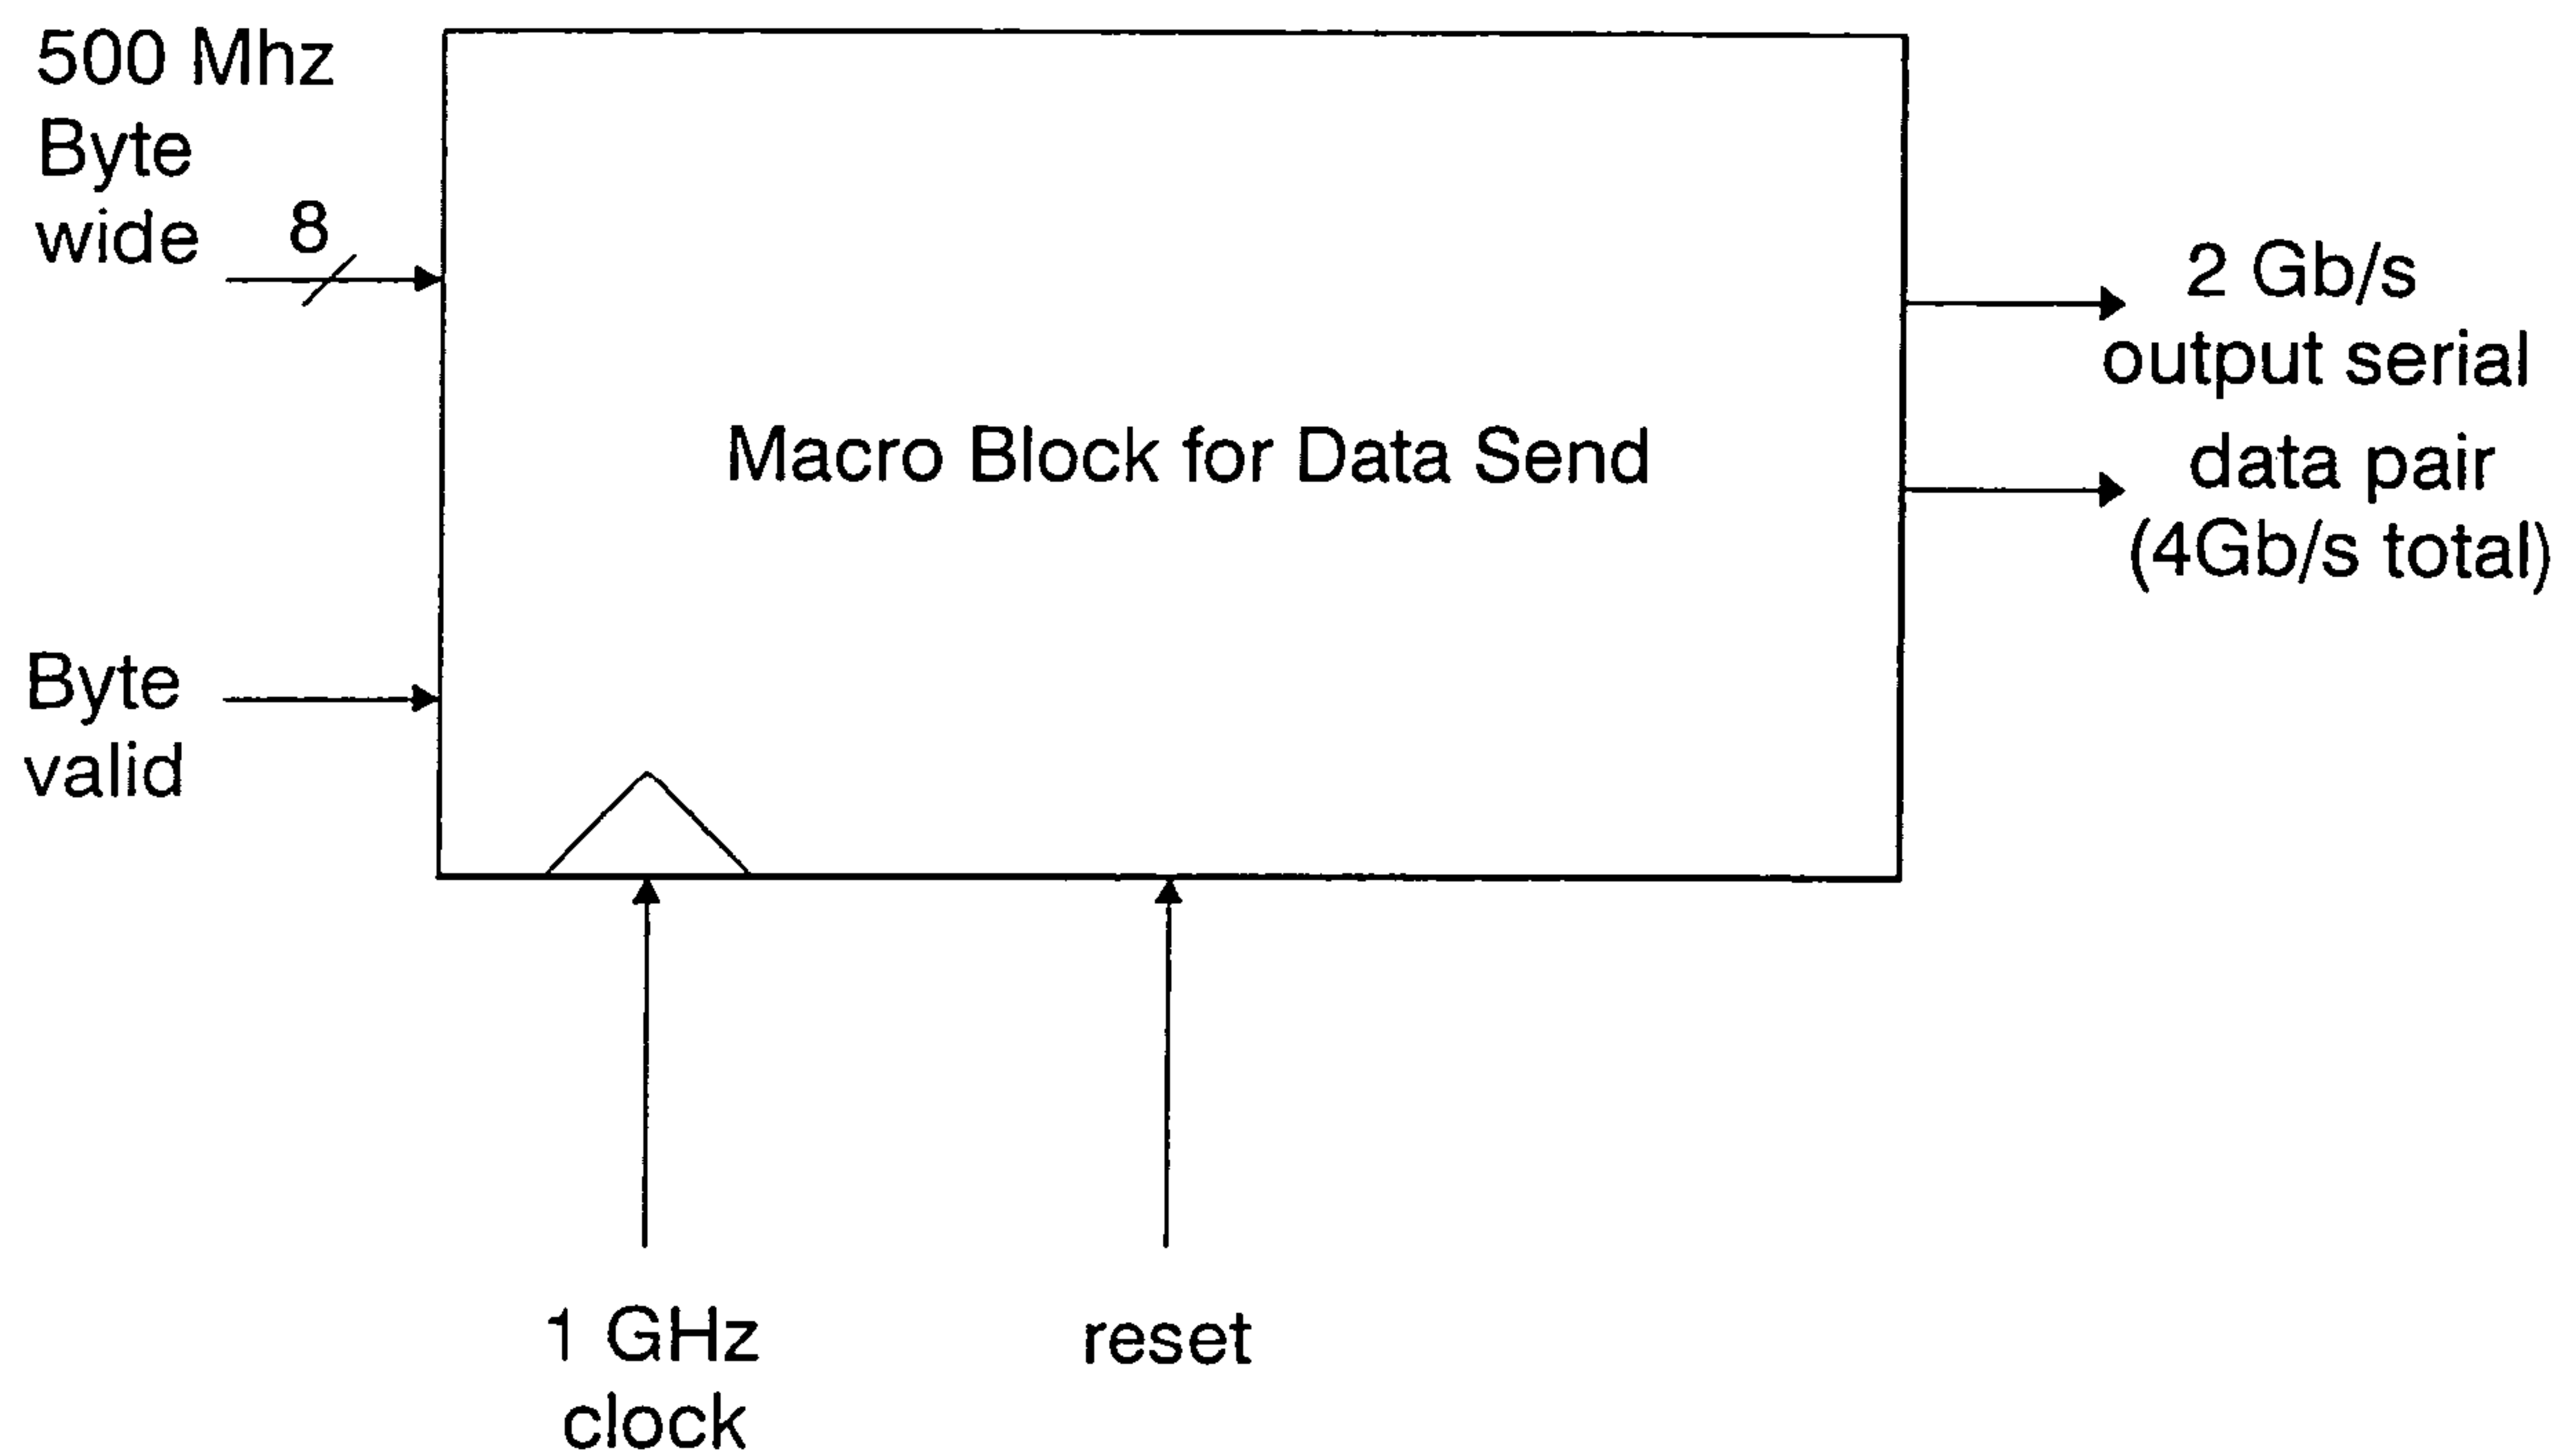 500 Mhz
Byte
wide
8
Byte
valid
Macro Block for Data Send
2 Gb/s
output serial
data pair
(4Gb/s total)
1 GHz
clock
reset